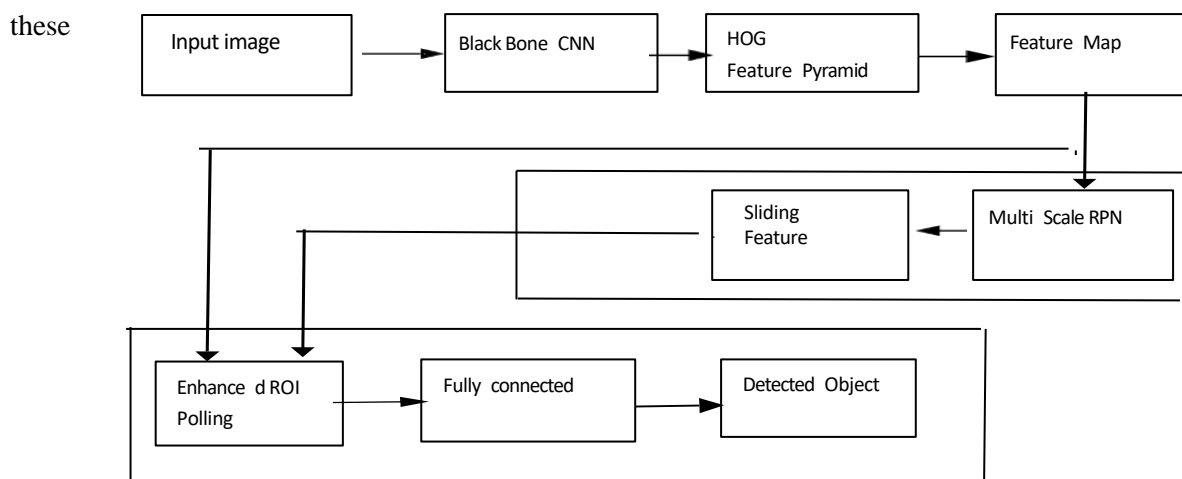 these
Input image
Black Bone CNN
HOG
Feature Pyramid
Feature Map
Multi Scale RPN
Sliding
Feature
Enhance d ROI
Polling
Fully connected
Detected Object